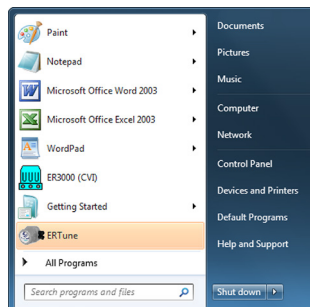 Paint
Notepad
Microsoft Office Word 2003
Microsoft Office Excel 2003
WordPad
ER3000 (CVI)
Getting Started
ERTune
All Programs
Search programs and files
Documents
Pictures
Music
Computer
Network
Control Panel
Devices and Printers
Default Programs
Help and Support
Shut down